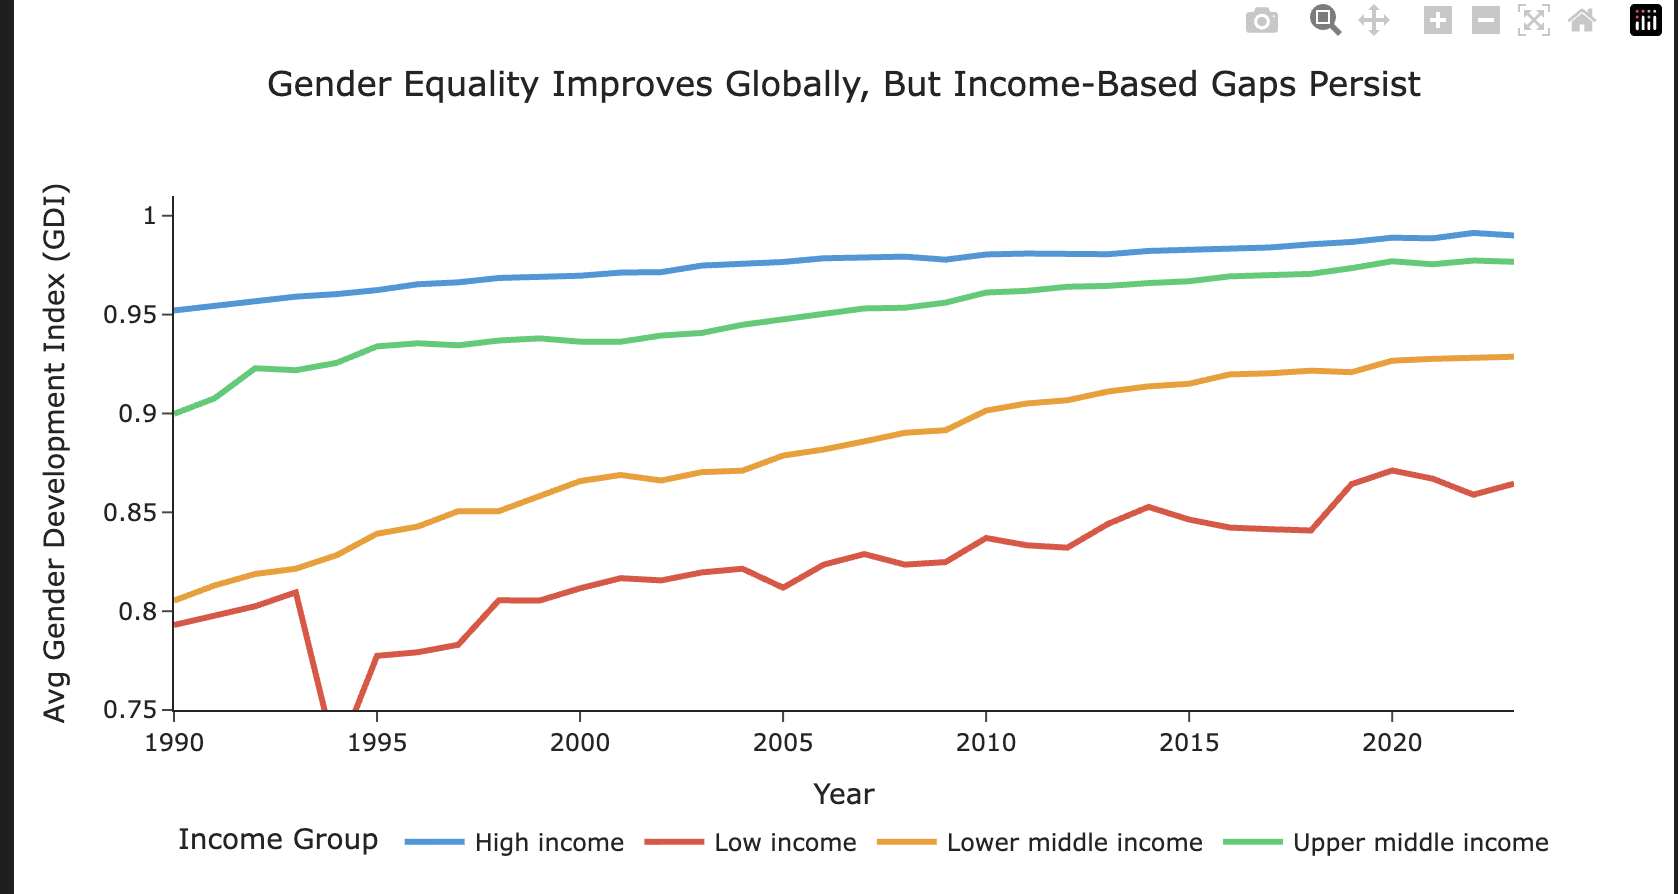 Gender Equality Improves Globally, But Income-Based Gaps Persist
Avg Gender Development Index (GDI)
1
0.95
0.9
0.85
0.8
0.75
1990 1995 2000 2005 2010 2015 2020
Year
Income Group High income Low income Lower middle income Upper middle income